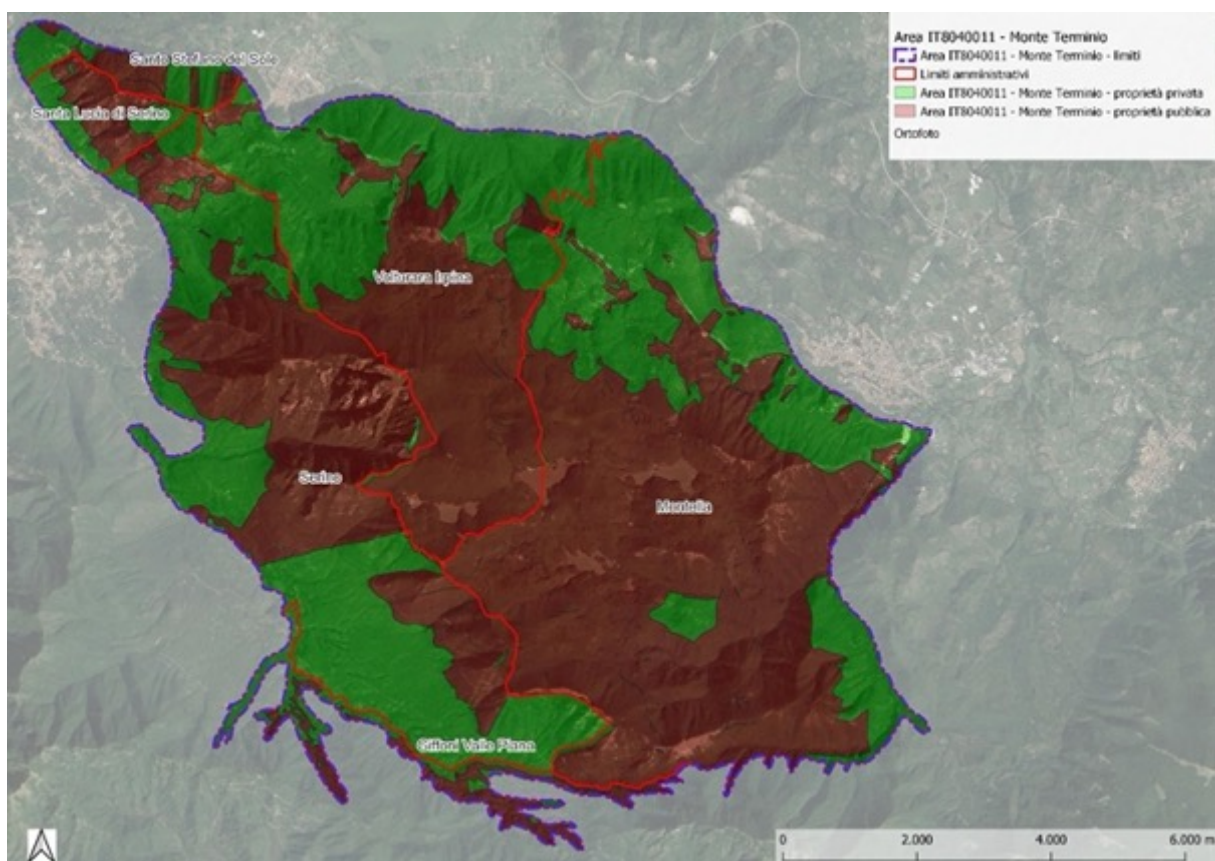 Area IT8040011 - Monte Terminio
Area IT8040011 - Monte Terminio - limiti
Limiti amministrativi
Area IT8040011 - Monte Terminio - proprietà privata
Area IT8040011 - Monte Terminio - proprietà pubblica
Ortofoto
Santo Stefano del Sole
Santa Lucia di Serino
Volturara Irpina
Serino
Montella
Giffoni Valle Piana
0 2.000 4.000 6.000 m